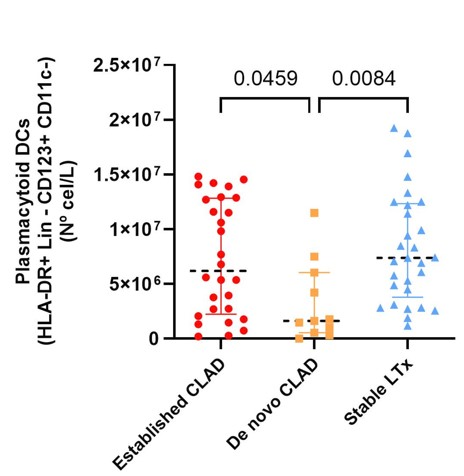 Plasmacytoid DCs
(HLA-DR+ Lin - CD123+ CD11c-)
(Nº cel/L)
2.5×10⁷
2×10⁷
1.5×10⁷
1×10⁷
5×10⁶
0
0.0459
0.0084
Established CLAD
De novo CLAD
Stable LTx